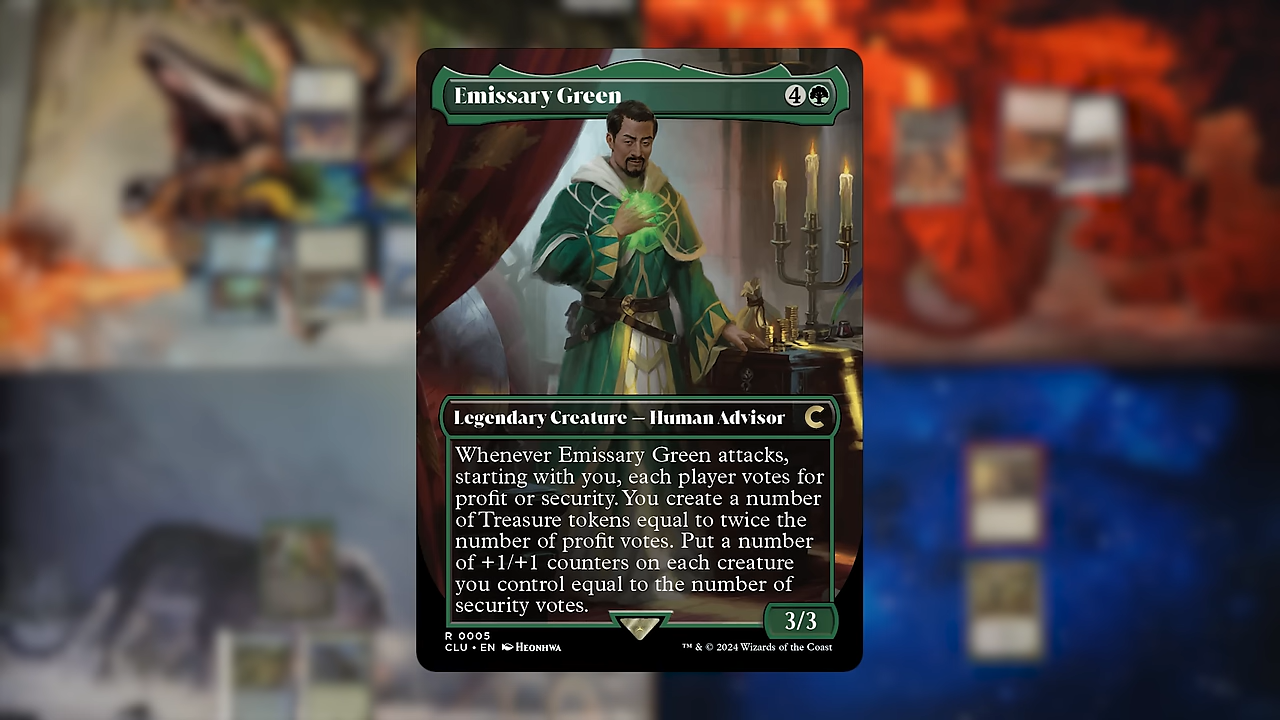 Emissary Green 4
Legendary Creature — Human Advisor C
Whenever Emissary Green attacks,
starting with you, each player votes for
profit or security. You create a number
of Treasure tokens equal to twice the
number of profit votes. Put a number
of +1/+1 counters on each creature
you control equal to the number of
security votes.
3/3
R 0005
CLU • EN HEONHWA
™ & © 2024 Wizards of the Coast